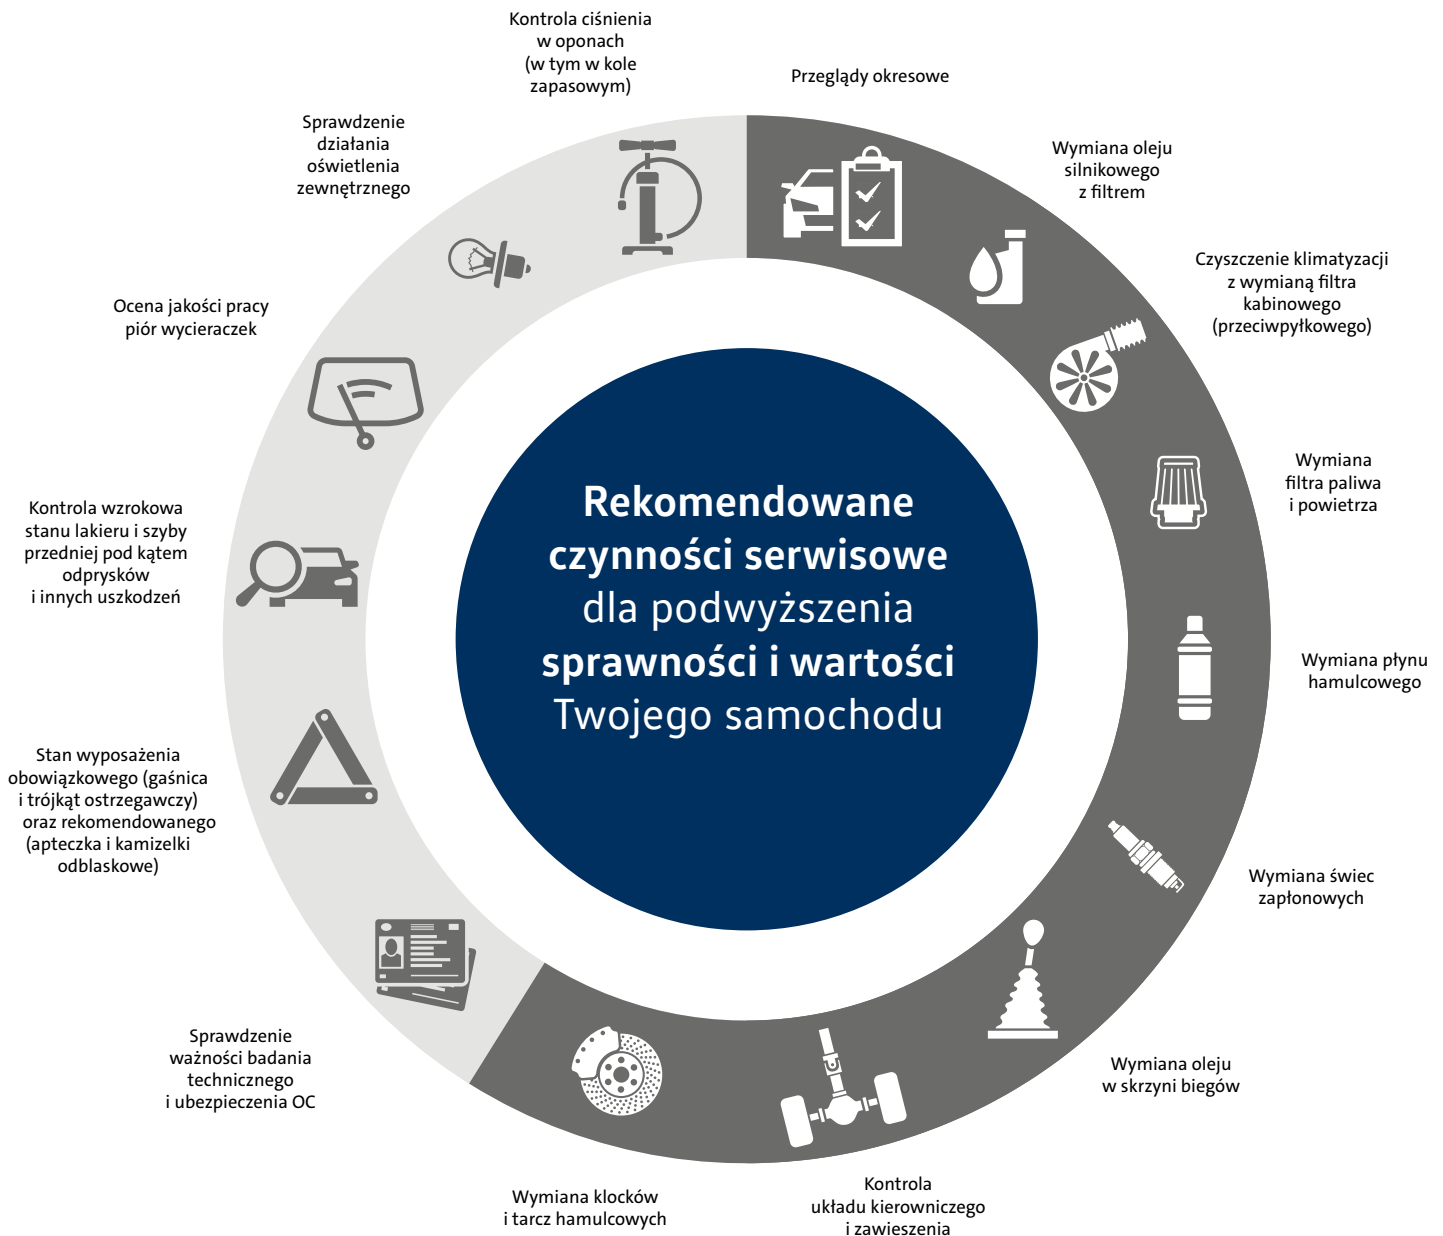 Kontrola ciśnienia
w oponach
(w tym w kole
zapasowym)
Przeglądy okresowe
Wymiana oleju
silnikowego
z filtrem
Czyszczenie klimatyzacji
z wymianą filtra
kabinowego
(przeciwpyłkowego)
Wymiana
filtra paliwa
i powietrza
Wymiana płynu
hamulcowego
Wymiana świec
zapłonowych
Wymiana oleju
w skrzyni biegów
Kontrola
układu kierowniczego
i zawieszenia
Wymiana klocków
i tarcz hamulcowych
Sprawdzenie
ważności badania
technicznego
i ubezpieczenia OC
Stan wyposażenia
obowiązkowego (gaśnica
i trójkąt ostrzegawczy)
oraz rekomendowanego
(apteczka i kamizelki
odblaskowe)
Kontrola wzrokowa
stanu lakieru i szyby
przedniej pod kątem
odprysków
i innych uszkodzeń
Ocena jakości pracy
piór wycieraczek
Sprawdzenie
działania
oświetlenia
zewnętrznego
Rekomendowane
czynności serwisowe
dla podwyższenia
sprawności i wartości
Twojego samochodu